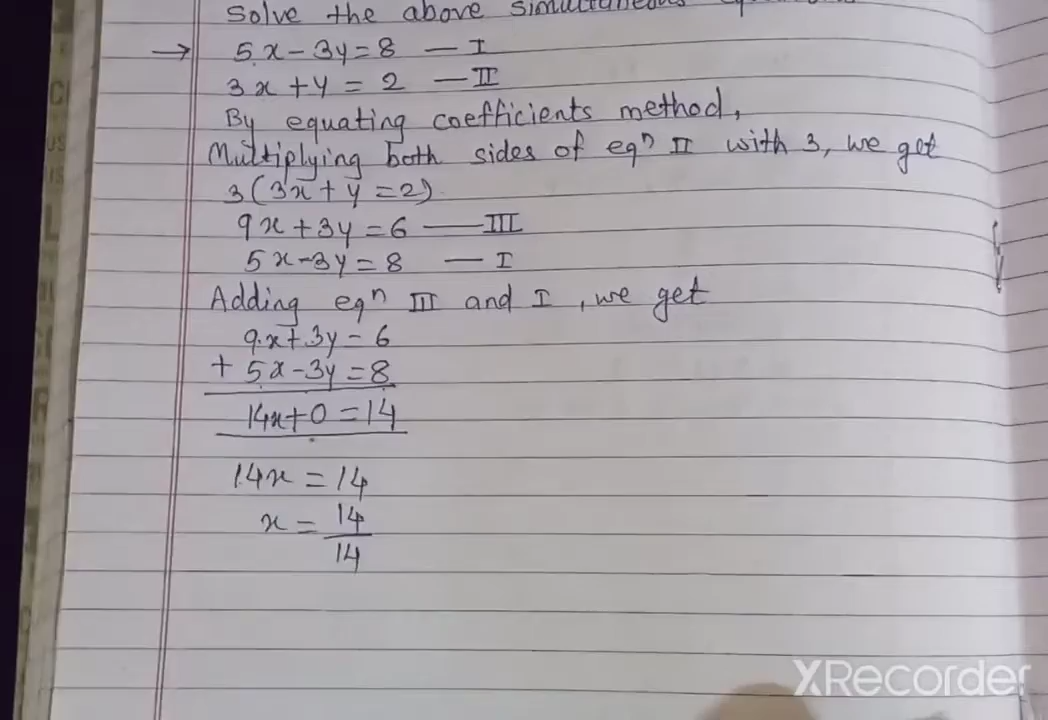 Solve the above simultaneous
→ 5x-3y=8 — I
3x+y = 2 — II
By equating coefficients method,
Multiplying both sides of eqⁿ II with 3, we get
3(3x+y=2)
9x+3y=6 — III
5x-3y=8 — I
Adding eqⁿ III and I, we get
9x+3y=6
+ 5x-3y=8
14x+0=14
14x=14
x = 14/14
XRecorder